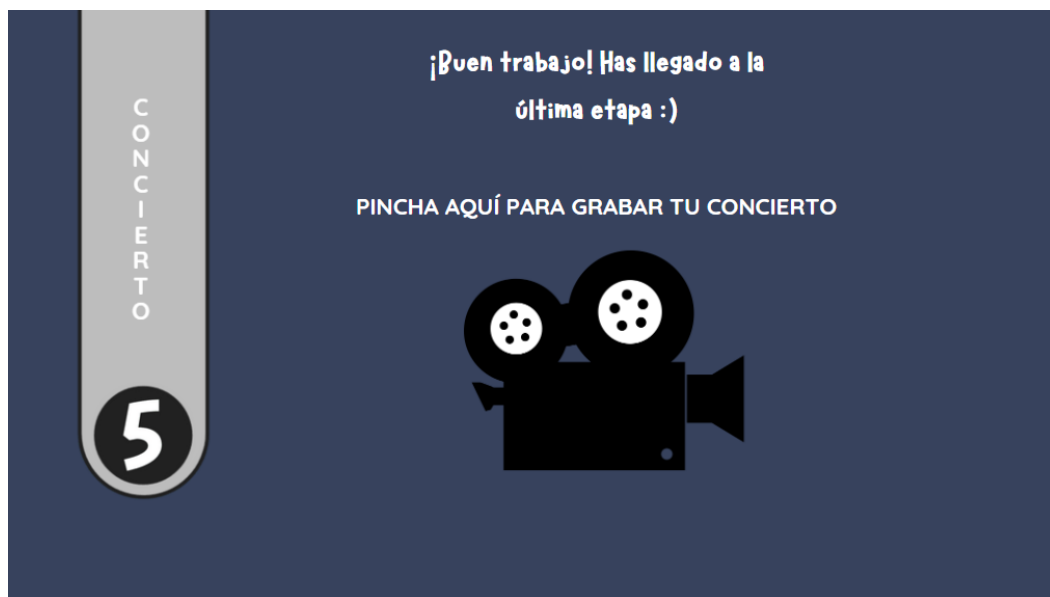 CONCIERTO
5
¡Buen trabajo! Has llegado a la
última etapa :)
PINCHA AQUÍ PARA GRABAR TU CONCIERTO